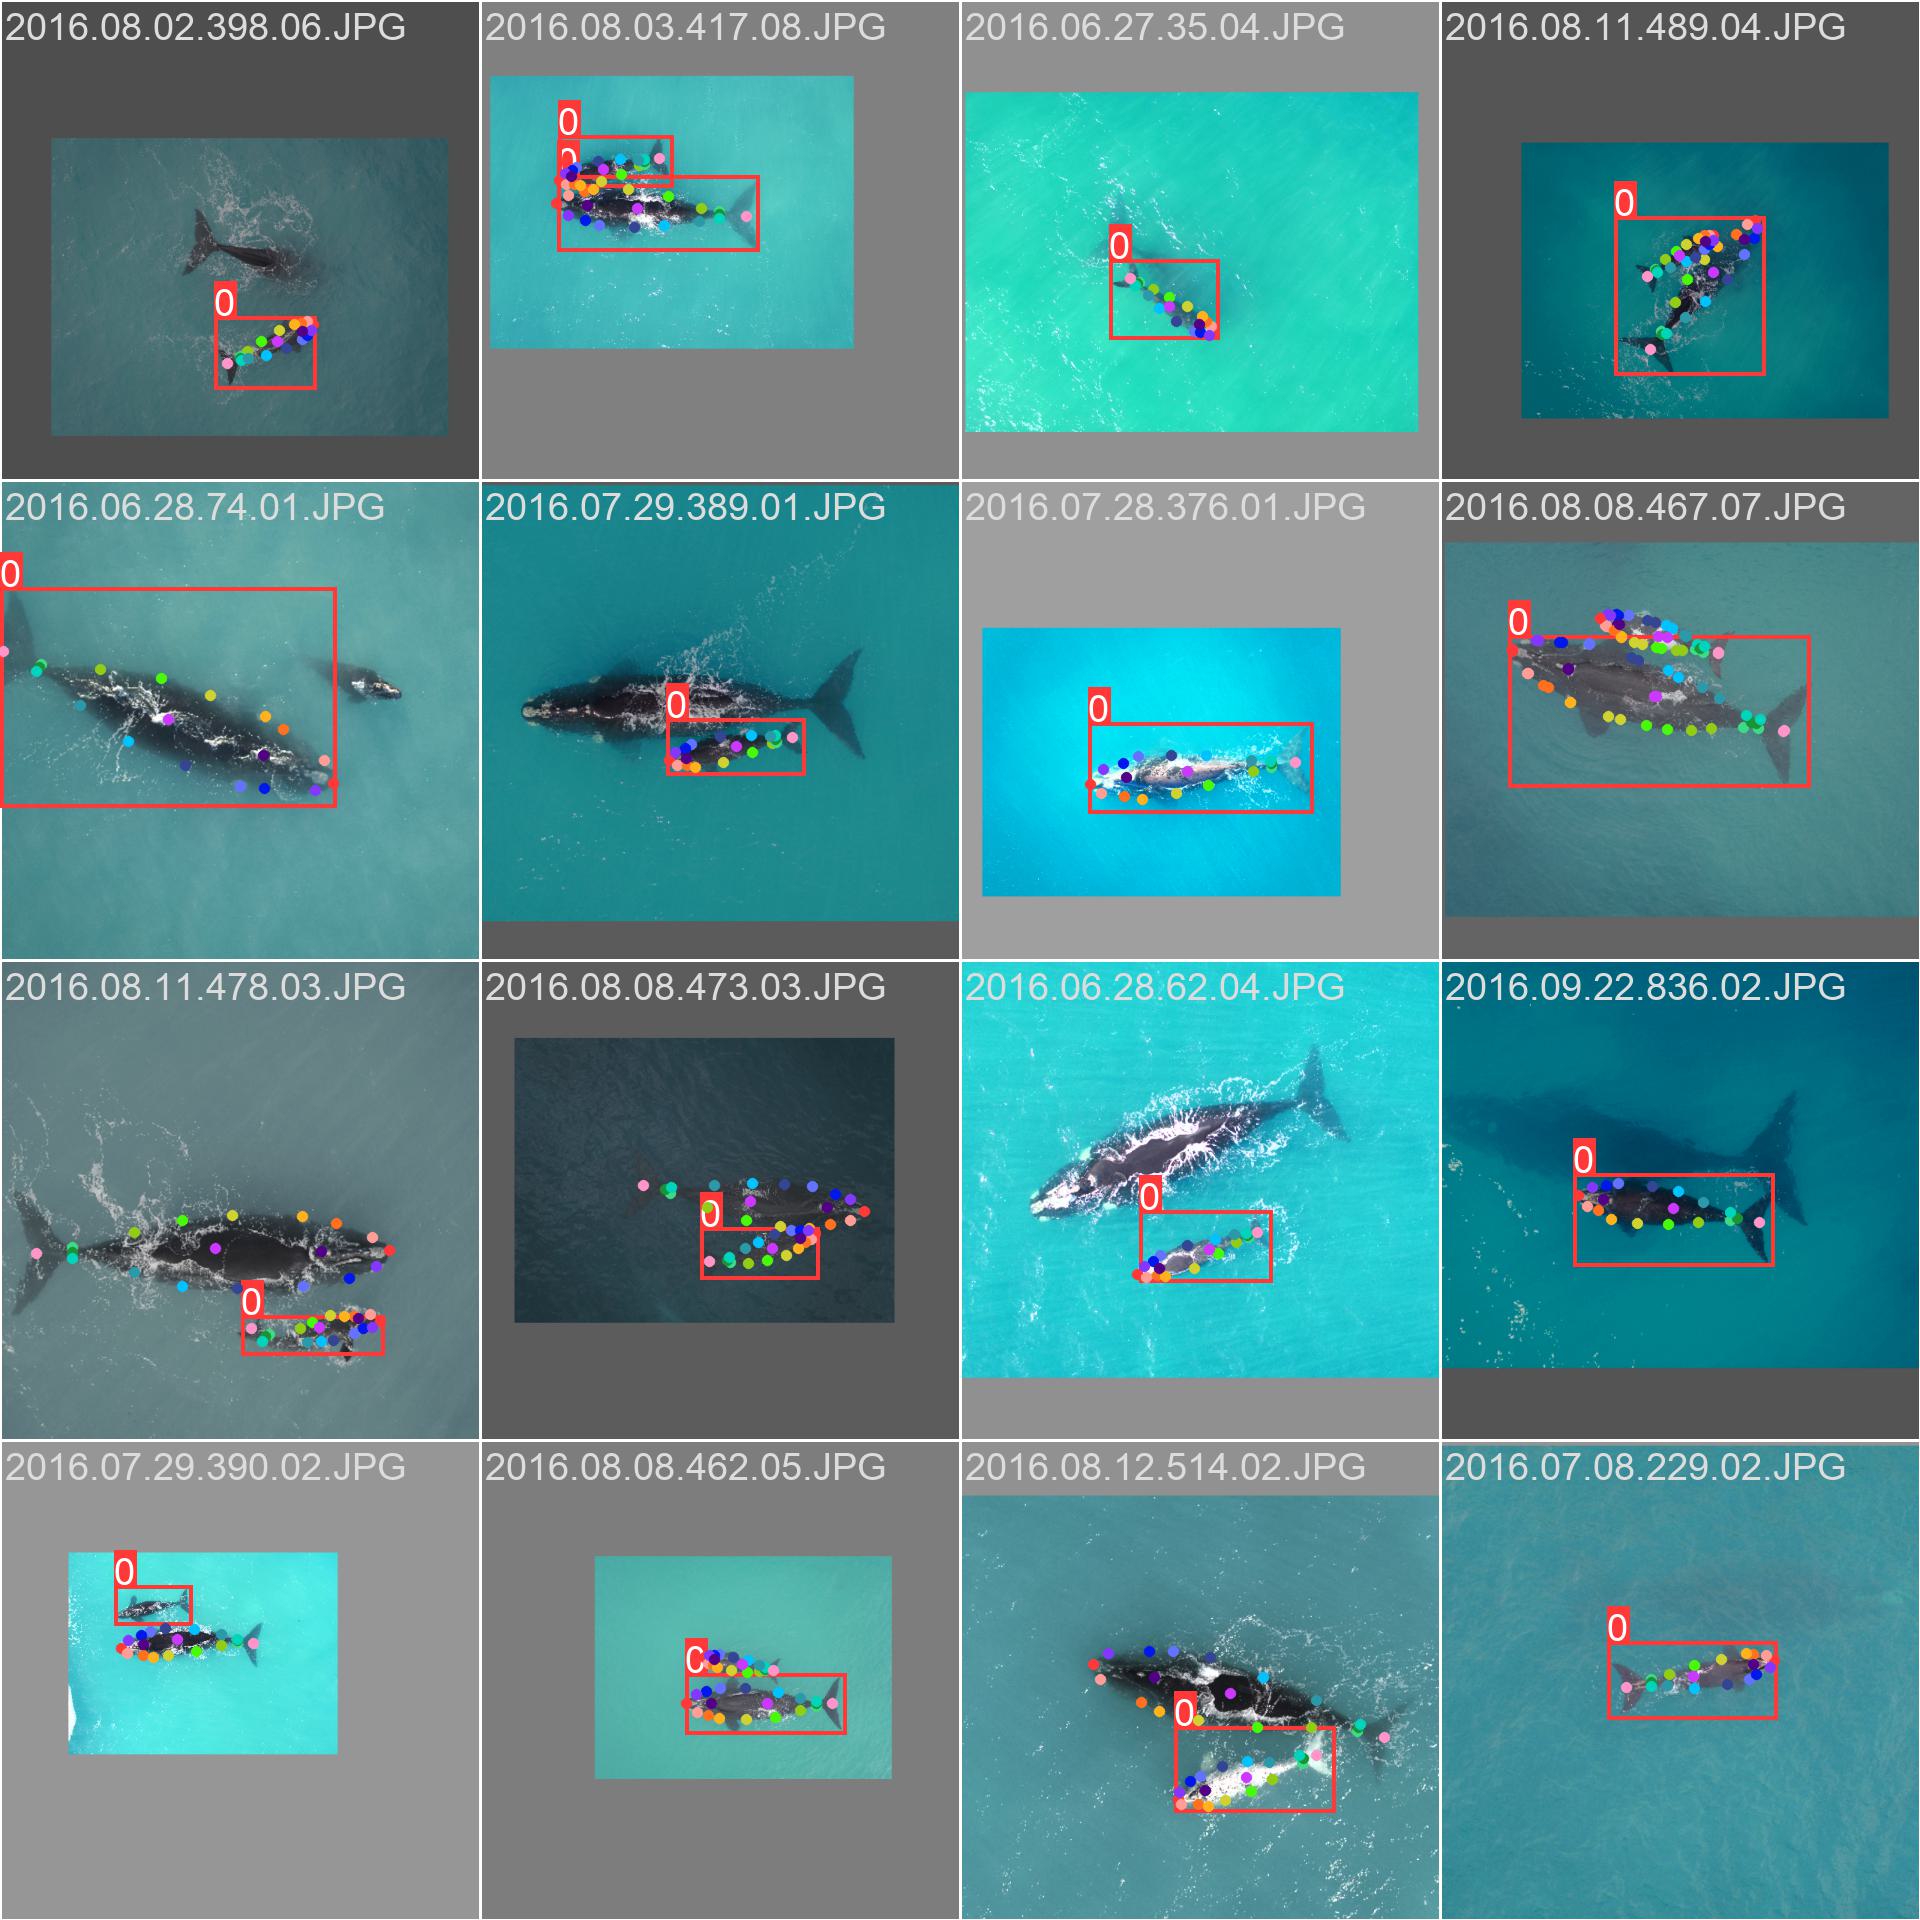 2016.08.02.398.06.JPG
2016.08.03.417.08.JPG
2016.06.27.35.04.JPG
2016.08.11.489.04.JPG
0
0
0
0
0
2016.06.28.74.01.JPG
2016.07.29.389.01.JPG
2016.07.28.376.01.JPG
2016.08.08.467.07.JPG
0
0
0
0
2016.08.11.478.03.JPG
2016.08.08.473.03.JPG
2016.06.28.62.04.JPG
2016.09.22.836.02.JPG
0
0
0
0
2016.07.29.390.02.JPG
2016.08.08.462.05.JPG
2016.08.12.514.02.JPG
2016.07.08.229.02.JPG
0
0
0
0